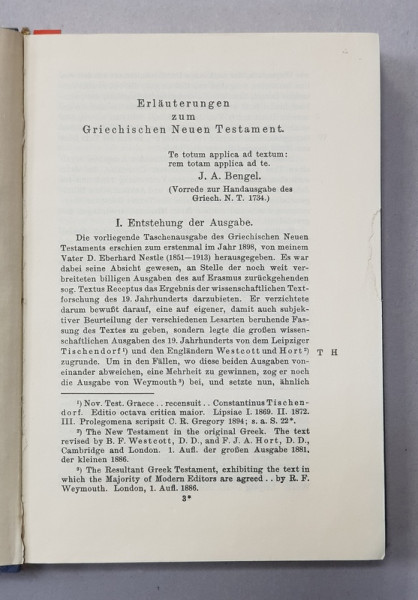 Erläuterungen
zum
Griechischen Neuen Testament.
Te totum applica ad textum:
rem totam applica ad te.
J. A. Bengel.
(Vorrede zur Handausgabe des
Griech. N. T. 1734.)
I. Entstehung der Ausgabe.
Die vorliegende Taschenausgabe des Griechischen Neuen
Testaments erschien zum erstenmal im Jahr 1898, von meinem
Vater D. Eberhard Nestle (1851—1913) herausgegeben. Es war
dabei seine Absicht gewesen, an Stelle der noch weit ver-
breiteten billigen Ausgaben des auf Erasmus zurückgehenden
sog. Textus Receptus das Ergebnis der wissenschaftlichen Text-
forschung des 19. Jahrhunderts darzubieten. Er verzichtete
darum bewußt darauf, eine auf eigener, damit auch subjek-
tiver Beurteilung der verschiedenen Lesarten beruhende Fas-
sung des Textes zu geben, sondern legte die großen wissen-
schaftlichen Ausgaben des 19. Jahrhunderts von dem Leipziger
Tischendorf ¹) und den Engländern Westcott und Hort ²) T H
zugrunde. Um in den Fällen, wo diese beiden Ausgaben von-
einander abweichen, eine Mehrheit zu gewinnen, zog er noch
die Ausgabe von Weymouth ³) bei, und setzte nun, ähnlich
¹) Nov. Test. Graece . . recensuit . . Constantinus Tischen-
dorf. Editio octava critica maior. Lipsiae I. 1869. II. 1872.
III. Prolegomena scripsit C. R. Gregory 1894; s. a. S. 22*.
²) The New Testament in the original Greek. The text
revised by B. F. Westcott, D. D., and F. J. A. Hort, D. D.,
Cambridge and London. 1. Aufl. der großen Ausgabe 1881,
der kleinen 1886.
³) The Resultant Greek Testament, exhibiting the text in
which the Majority of Modern Editors are agreed . . by R. F.
Weymouth. London, 1. Aufl. 1886.
3*